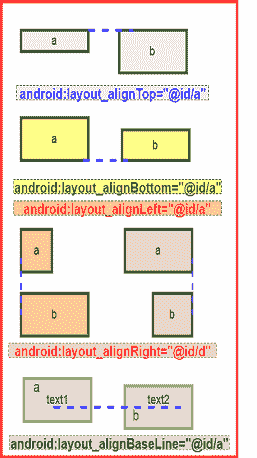 a
b
android:layout_alignTop="@id/a"
a
b
android:layout_alignBottom="@id/a"
android:layout_alignLeft="@id/a"
a a
b b
android:layout_alignRight="@id/d"
a
text1 text2
b
android:layout_alignBaseLine="@id/a"